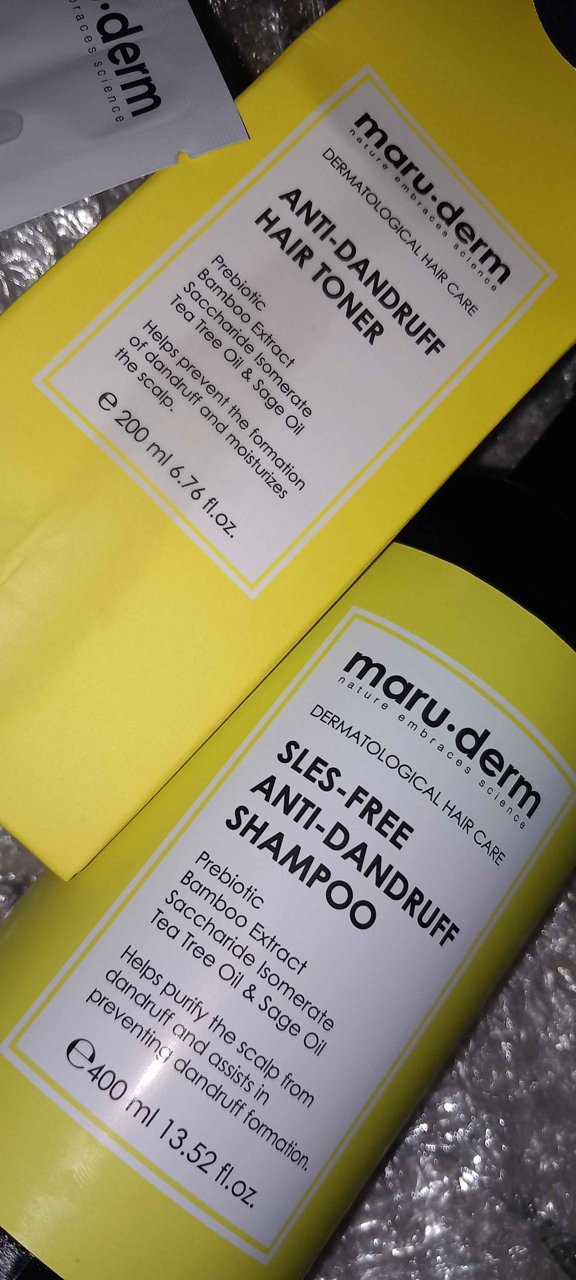 derm
science
maru.derm
nature embraces science
DERMATOLOGICAL HAIR CARE
ANTI-DANDRUFF
HAIR TONER
Prebiotic
Bamboo Extract
Saccharide Isomerate
Tea Tree Oil & Sage Oil
Helps prevent the formation
of dandruff and moisturizes
the scalp.
e 200 ml 6.76 fl.oz.
maru.derm
nature embraces science
DERMATOLOGICAL HAIR CARE
SLES-FREE
ANTI-DANDRUFF
SHAMPOO
Prebiotic
Bamboo Extract
Saccharide Isomerate
Tea Tree Oil & Sage Oil
Helps purify the scalp from
dandruff and assists in
preventing dandruff formation.
e 400 ml 13.52 fl.oz.